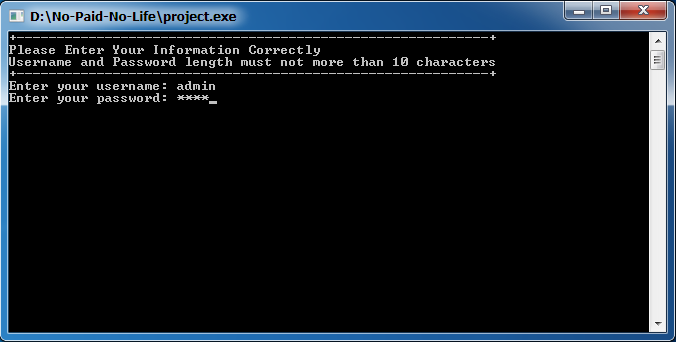 D:\No-Paid-No-Life\project.exe
+-----------------------------------------------------------+
Please Enter Your Information Correctly
Username and Password length must not more than 10 characters
+-----------------------------------------------------------+
Enter your username: admin
Enter your password: ****_